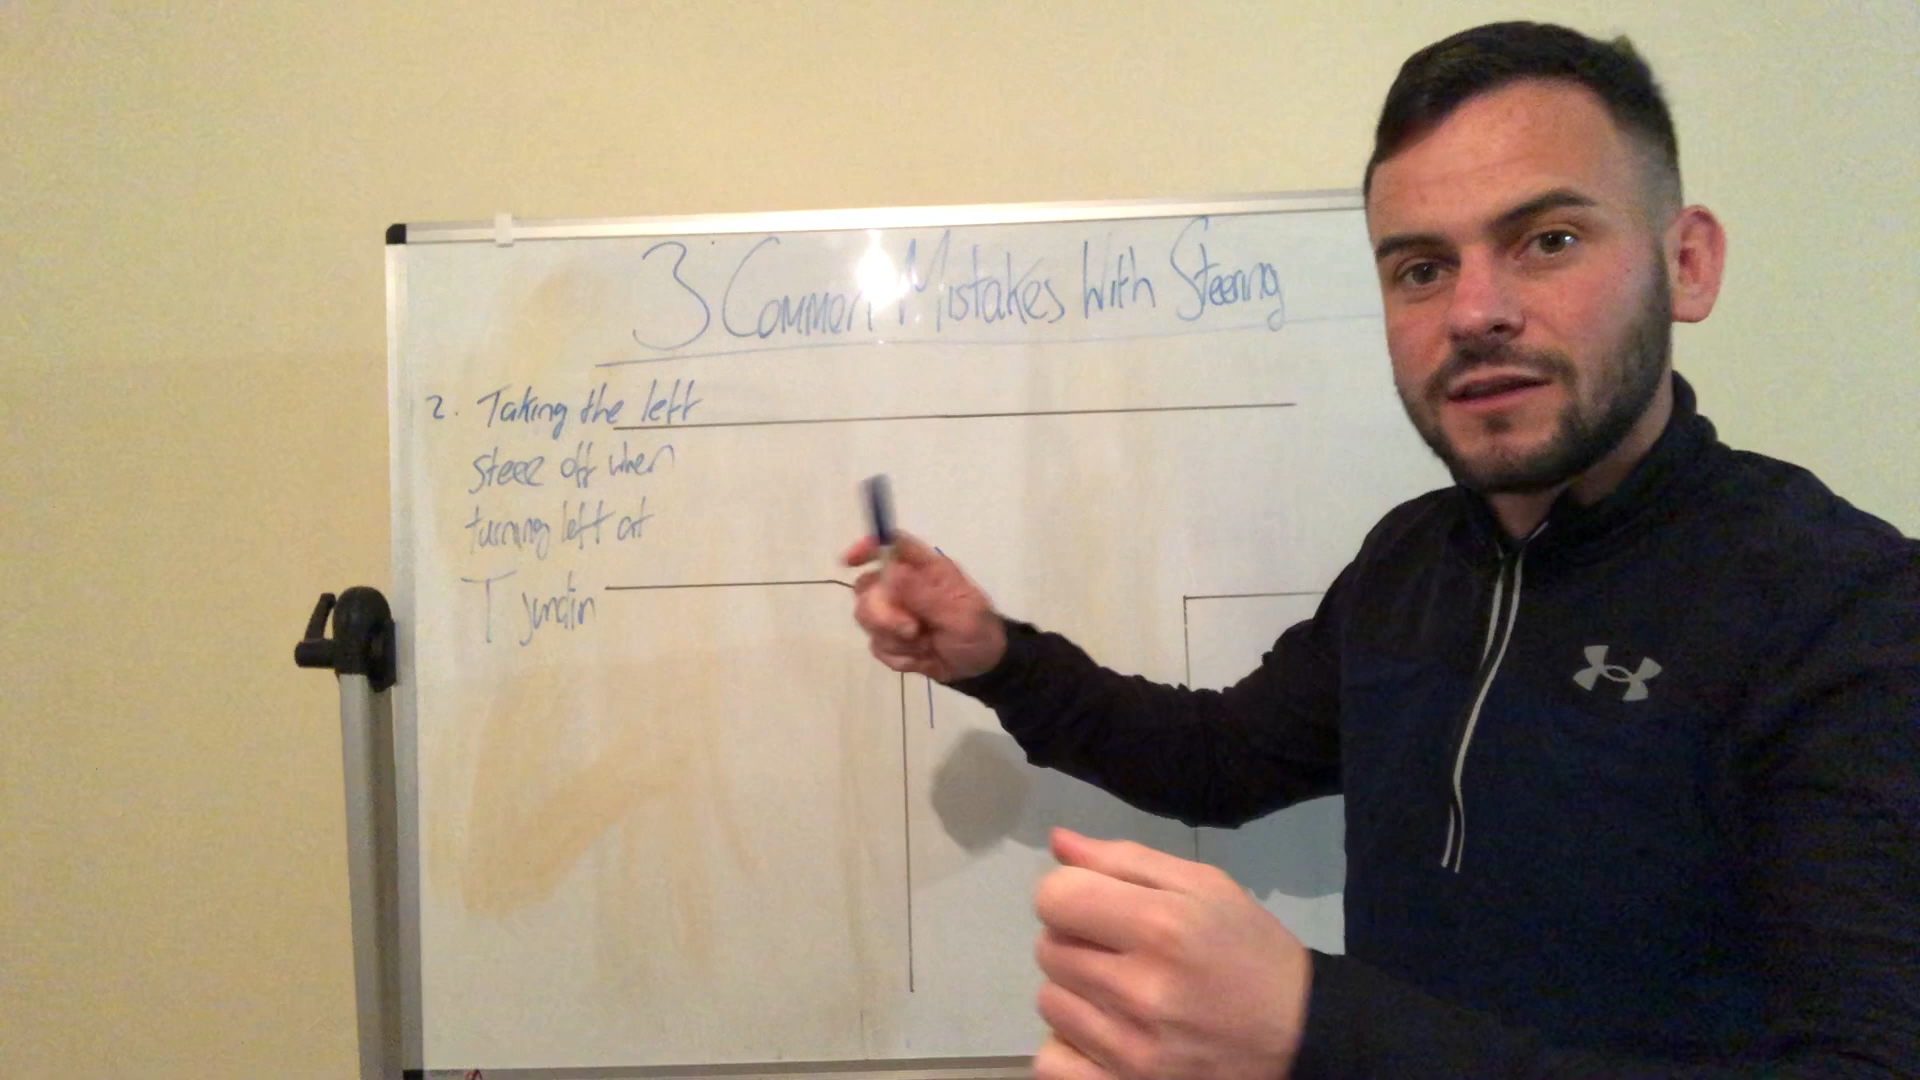 3 Common Mistakes With Steering
2. Taking the left
steer off when
turning left at
T junction